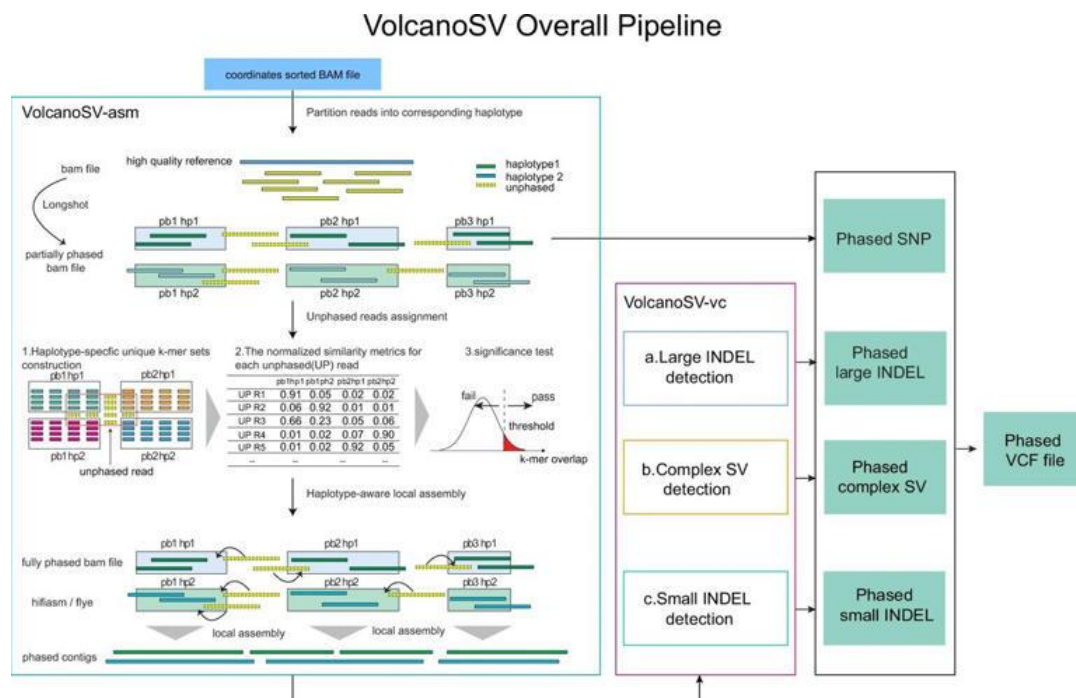 VolcanoSV Overall Pipeline
coordinates sorted BAM file
VolcanoSV-asm
Partition reads into corresponding haplotype
high quality reference
bam file
haplotype1
haplotype 2
unphased
Longshot
pb1 hp1
pb2 hp1
pb3 hp1
partially phased
bam file
pb1 hp2
pb2 hp2
pb3 hp2
Unphased reads assignment
1.Haplotype-specfic unique k-mer sets
construction
pb1hp1
pb2hp1
pb1hp2
pb2hp2
unphased read
2.The normalized similarity metrics for
each unphased(UP) read
pb1hp1 pb1ph2 pb2hp1 pb2hp2
UP R1 0.91 0.05 0.02 0.02
UP R2 0.06 0.92 0.01 0.01
UP R3 0.66 0.23 0.05 0.06
UP R4 0.01 0.02 0.07 0.90
UP R5 0.01 0.02 0.92 0.05
... ... ... ... ...
3.significance test
fail
pass
threshold
k-mer overlap
Haplotype-aware local assembly
pb1 hp1
pb2hp1
pb3 hp1
fully phased bam file
pb1 hp2
pb2hp2
pb3 hp2
hifiasm / flye
local assembly
local assembly
phased contigs
VolcanoSV-vc
a.Large INDEL
detection
b.Complex SV
detection
c.Small INDEL
detection
Phased SNP
Phased
large INDEL
Phased
complex SV
Phased
small INDEL
Phased
VCF file